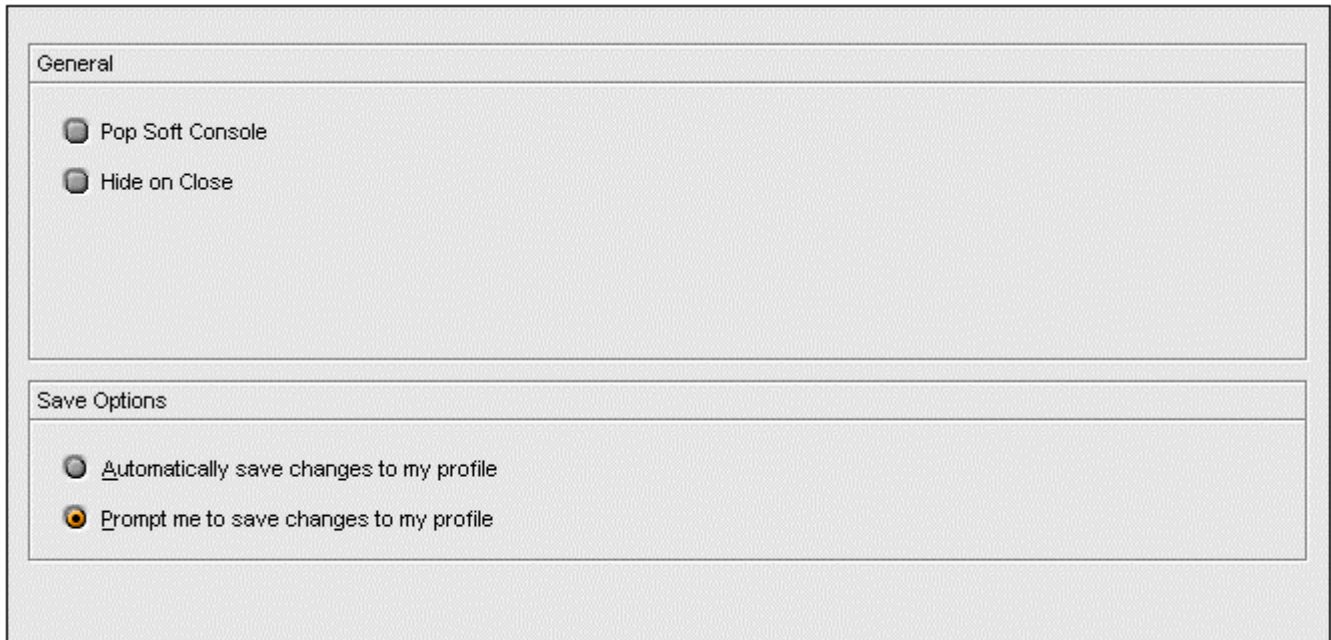 General
Pop Soft Console
Hide on Close
Save Options
Automatically save changes to my profile
Prompt me to save changes to my profile